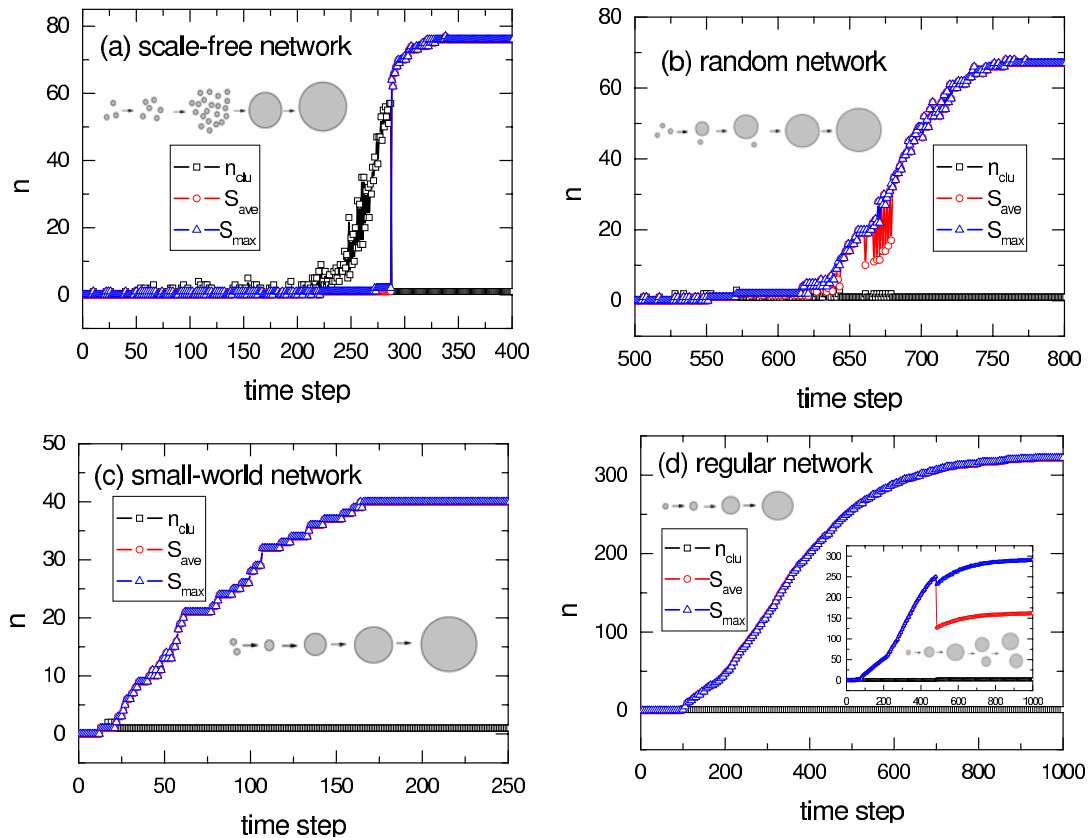 (a) scale-free network
n_clu
S_ave
S_max
n
80
60
40
20
0
0 50 100 150 200 250 300 350 400
time step
(b) random network
n_clu
S_ave
S_max
n
80
60
40
20
0
500 550 600 650 700 750 800
time step
(c) small-world network
n_clu
S_ave
S_max
n
50
40
30
20
10
0
0 50 100 150 200 250
time step
(d) regular network
n_clu
S_ave
S_max
n
300
200
100
0
0 200 400 600 800 1000
time step
300
250
200
150
100
50
0
0 200 400 600 800 1000